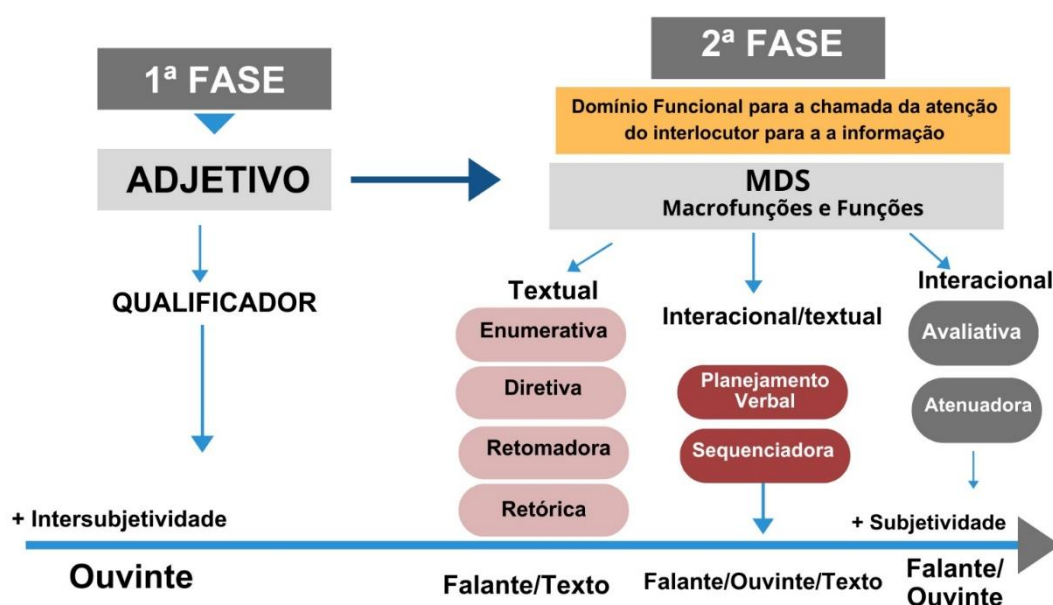 1ª FASE
ADJETIVO
QUALIFICADOR
2ª FASE
Domínio Funcional para a chamada da atenção
do interlocutor para a a informação
MDS
Macrofunções e Funções
Textual
Enumerativa
Diretiva
Retomadora
Retórica
Interacional/textual
Planejamento
Verbal
Sequenciadora
Interacional
Avaliativa
Atenuadora
+ Intersubjetividade
+ Subjetividade
Ouvinte
Falante/Texto
Falante/Ouvinte/Texto
Falante/
Ouvinte